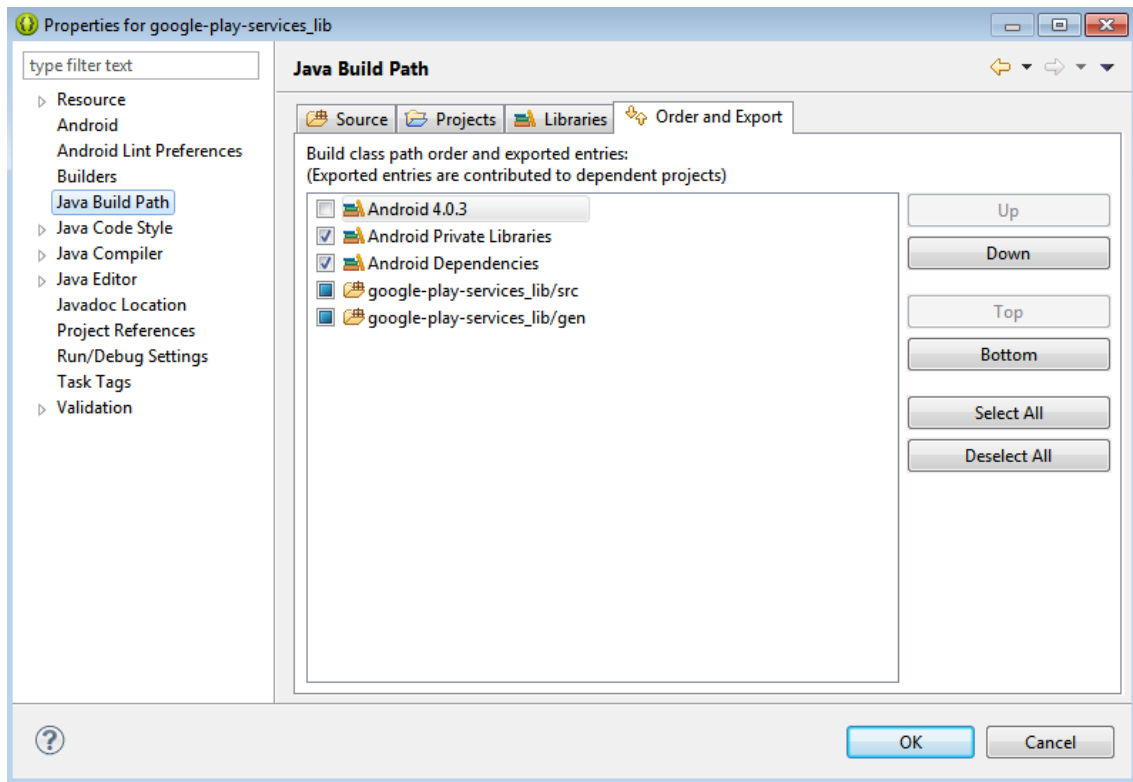 Properties for google-play-services_lib
type filter text
Resource
Android
Android Lint Preferences
Builders
Java Build Path
Java Code Style
Java Compiler
Java Editor
Javadoc Location
Project References
Run/Debug Settings
Task Tags
Validation
Java Build Path
Source Projects Libraries Order and Export
Build class path order and exported entries:
(Exported entries are contributed to dependent projects)
Android 4.0.3
Android Private Libraries
Android Dependencies
google-play-services_lib/src
google-play-services_lib/gen
Up
Down
Top
Bottom
Select All
Deselect All
?
OK Cancel